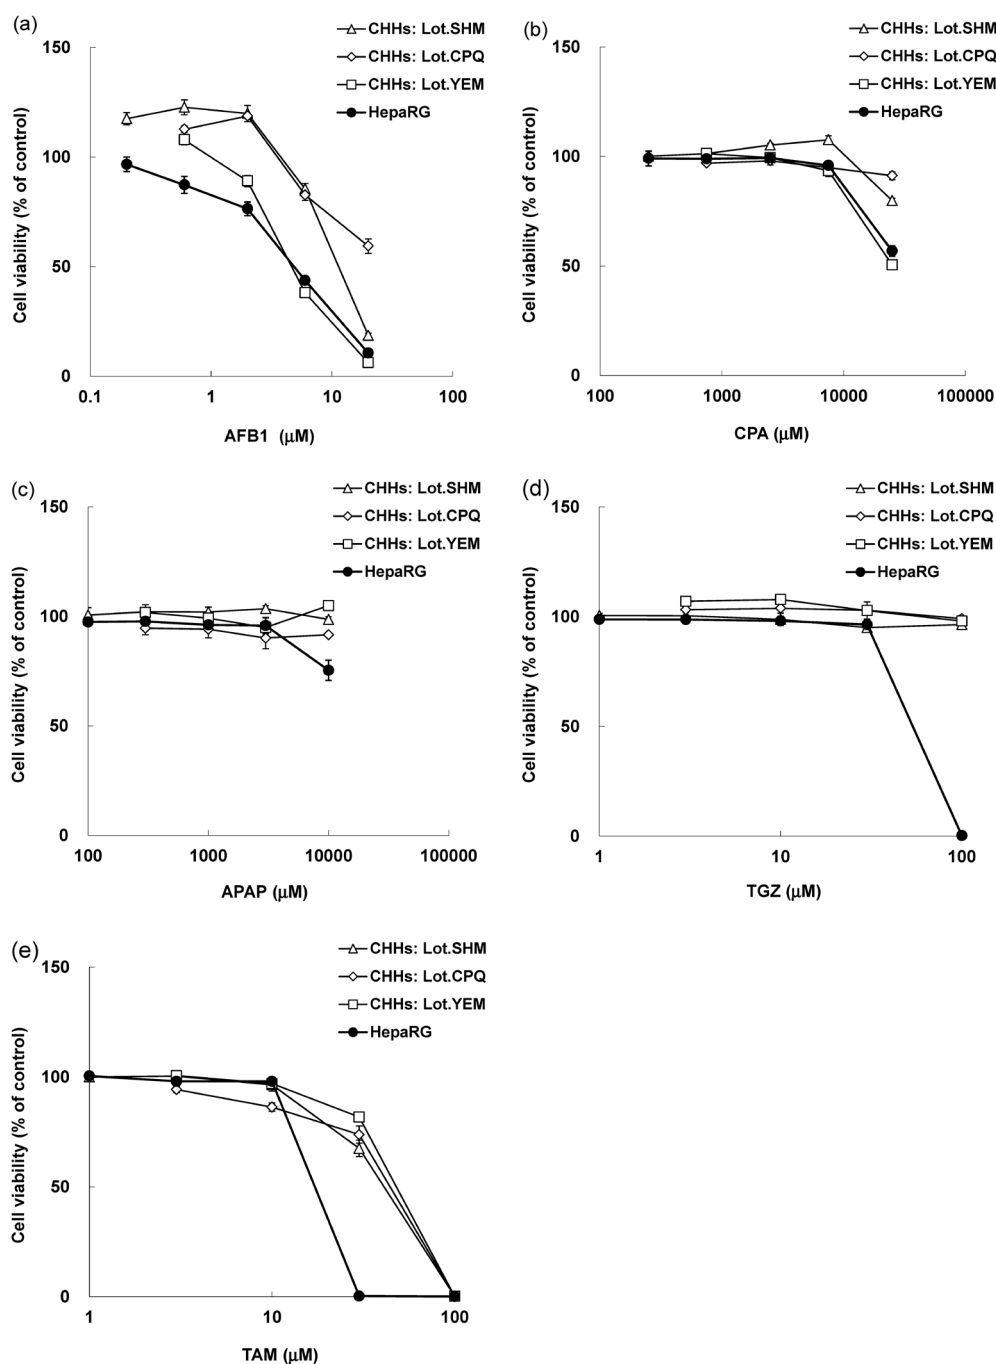 (a)
CHHs: Lot.SHM
CHHs: Lot.CPQ
CHHs: Lot.YEM
HepaRG
Cell viability (% of control)
150
100
50
0
0.1 1 10 100
AFB1 (μM)
(b)
CHHs: Lot.SHM
CHHs: Lot.CPQ
CHHs: Lot.YEM
HepaRG
Cell viability (% of control)
150
100
50
0
100 1000 10000 100000
CPA (μM)
(c)
CHHs: Lot.SHM
CHHs: Lot.CPQ
CHHs: Lot.YEM
HepaRG
Cell viability (% of control)
150
100
50
0
100 1000 10000 100000
APAP (μM)
(d)
CHHs: Lot.SHM
CHHs: Lot.CPQ
CHHs: Lot.YEM
HepaRG
Cell viability (% of control)
150
100
50
0
1 10 100
TGZ (μM)
(e)
CHHs: Lot.SHM
CHHs: Lot.CPQ
CHHs: Lot.YEM
HepaRG
Cell viability (% of control)
150
100
50
0
1 10 100
TAM (μM)